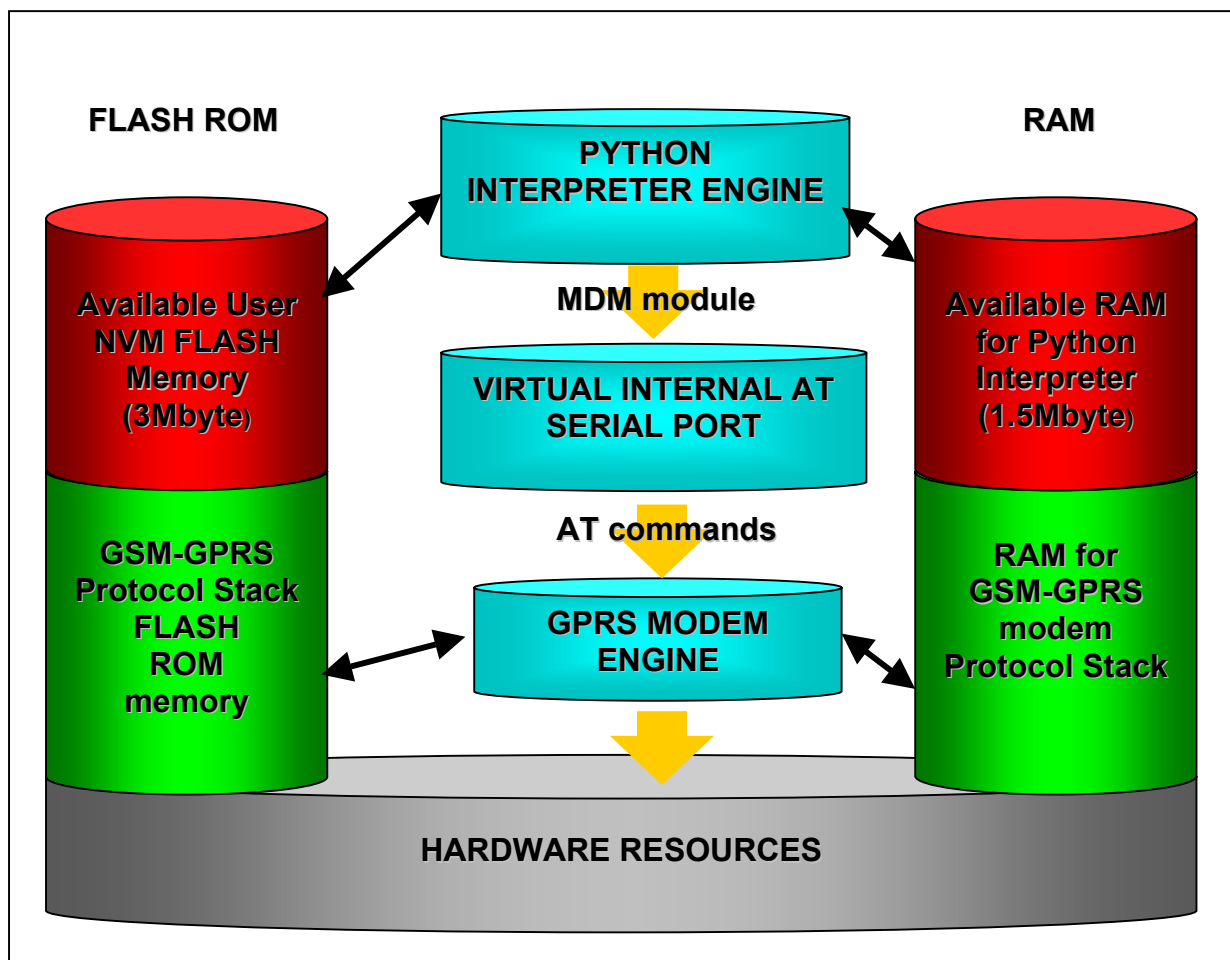 FLASH ROM
RAM
PYTHON
INTERPRETER ENGINE
MDM module
Available User
NVM FLASH
Memory
(3Mbyte)
Available RAM
for Python
Interpreter
(1.5Mbyte)
VIRTUAL INTERNAL AT
SERIAL PORT
AT commands
GSM-GPRS
Protocol Stack
FLASH
ROM
memory
GPRS MODEM
ENGINE
RAM for
GSM-GPRS
modem
Protocol Stack
HARDWARE RESOURCES